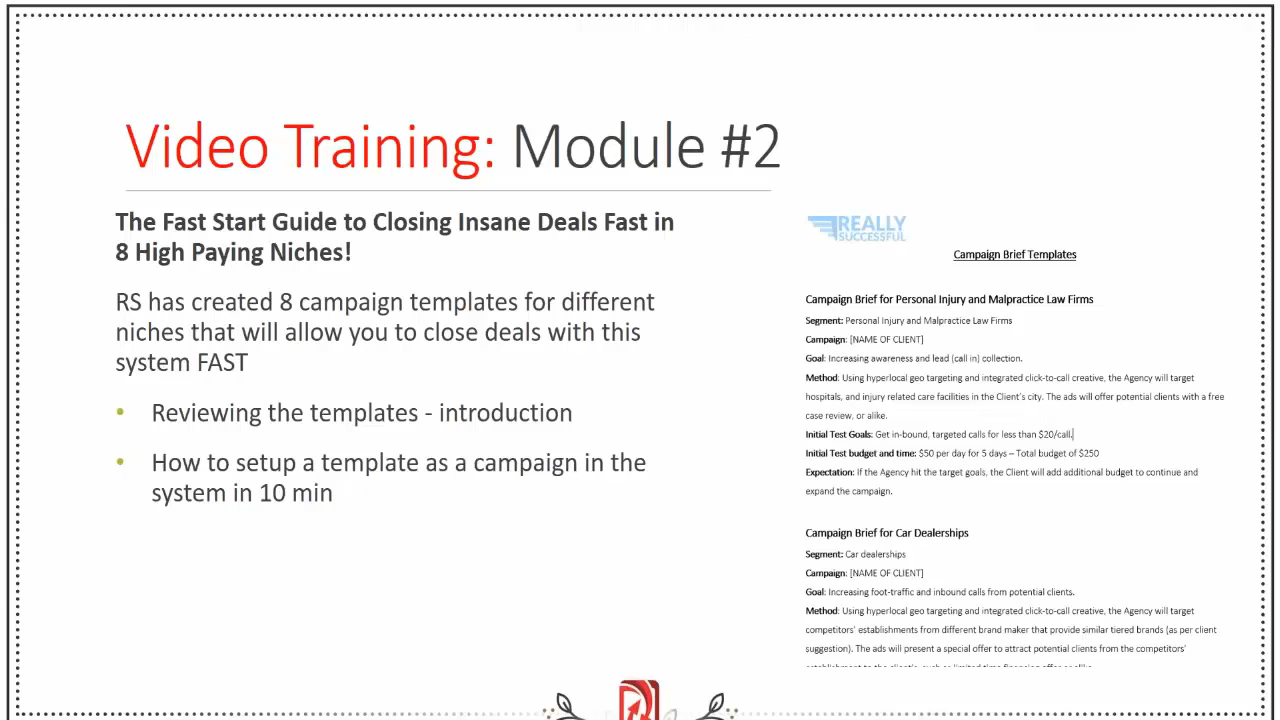 Video Training: Module #2
The Fast Start Guide to Closing Insane Deals Fast in
8 High Paying Niches!
RS has created 8 campaign templates for different
niches that will allow you to close deals with this
system FAST
• Reviewing the templates - introduction
• How to setup a template as a campaign in the
system in 10 min
REALLY
SUCCESSFUL
Campaign Brief Templates
Campaign Brief for Personal Injury and Malpractice Law Firms
Segment: Personal Injury and Malpractice Law Firms
Campaign: [NAME OF CLIENT]
Goal: Increasing awareness and lead (call in) collection.
Method: Using hyperlocal geo targeting and integrated click-to-call creative, the Agency will target
hospitals, and injury related care facilities in the Client's city. The ads will offer potential clients with a free
case review, or alike.
Initial Test Goals: Get in-bound, targeted calls for less than $20/call.
Initial Test budget and time: $50 per day for 5 days – Total budget of $250
Expectation: If the Agency hit the target goals, the Client will add additional budget to continue and
expand the campaign.
Campaign Brief for Car Dealerships
Segment: Car dealerships
Campaign: [NAME OF CLIENT]
Goal: Increasing foot-traffic and inbound calls from potential clients.
Method: Using hyperlocal geo targeting and integrated click-to-call creative, the Agency will target
competitors' establishments from different brand maker that provide similar tiered brands (as per client
suggestion). The ads will present a special offer to attract potential clients from the competitors'